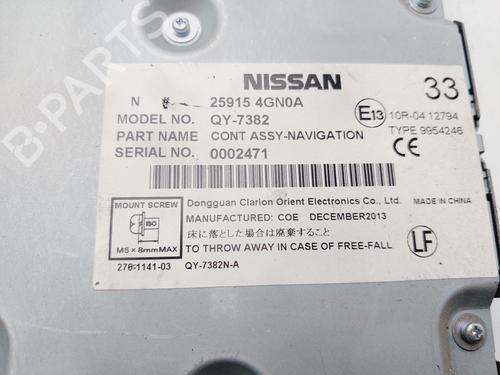 NISSAN
33
N 25915 4GN0A
MODEL NO. QY-7382
E13 10R-04 12794
PART NAME CONT ASSY-NAVIGATION
TYPE 9954246
SERIAL NO. 0002471
CE
MOUNT SCREW
ISO
M5×8mmMAX
Dongguan Clarion Orient Electronics Co., Ltd. MADE IN CHINA
MANUFACTURED: COE DECEMBER2013
床に落とした場合は廃棄すること
TO THROW AWAY IN CASE OF FREE-FALL
LF
276-1141-03 QY-7382N-A
B-PARTS